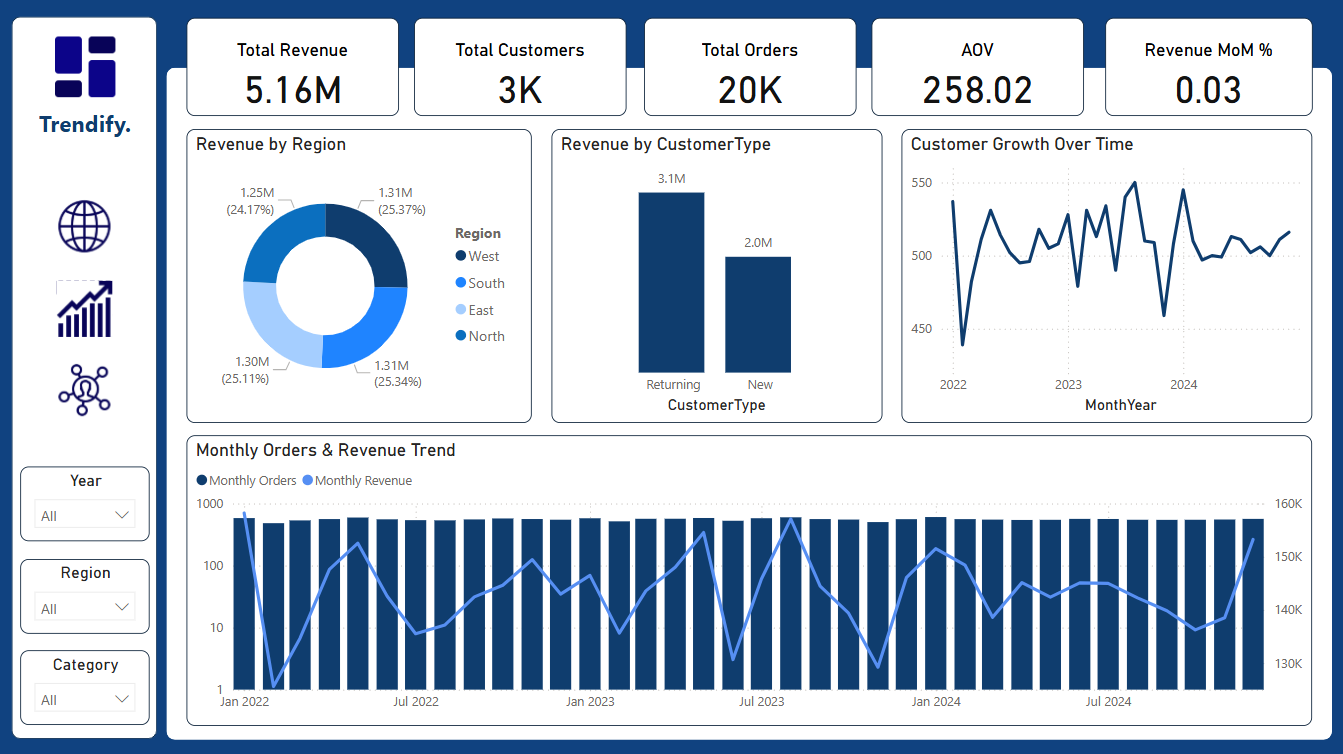 Trendify.
Year
All
Region
All
Category
All
Total Revenue
5.16M
Total Customers
3K
Total Orders
20K
AOV
258.02
Revenue MoM %
0.03
Revenue by Region
1.25M
(24.17%)
1.31M
(25.37%)
1.30M
(25.11%)
1.31M
(25.34%)
Region
West
South
East
North
Revenue by CustomerType
3.1M
2.0M
Returning New
CustomerType
Customer Growth Over Time
550
500
450
2022 2023 2024
MonthYear
Monthly Orders & Revenue Trend
Monthly Orders Monthly Revenue
1000
100
10
1
160K
150K
140K
130K
Jan 2022 Jul 2022 Jan 2023 Jul 2023 Jan 2024 Jul 2024